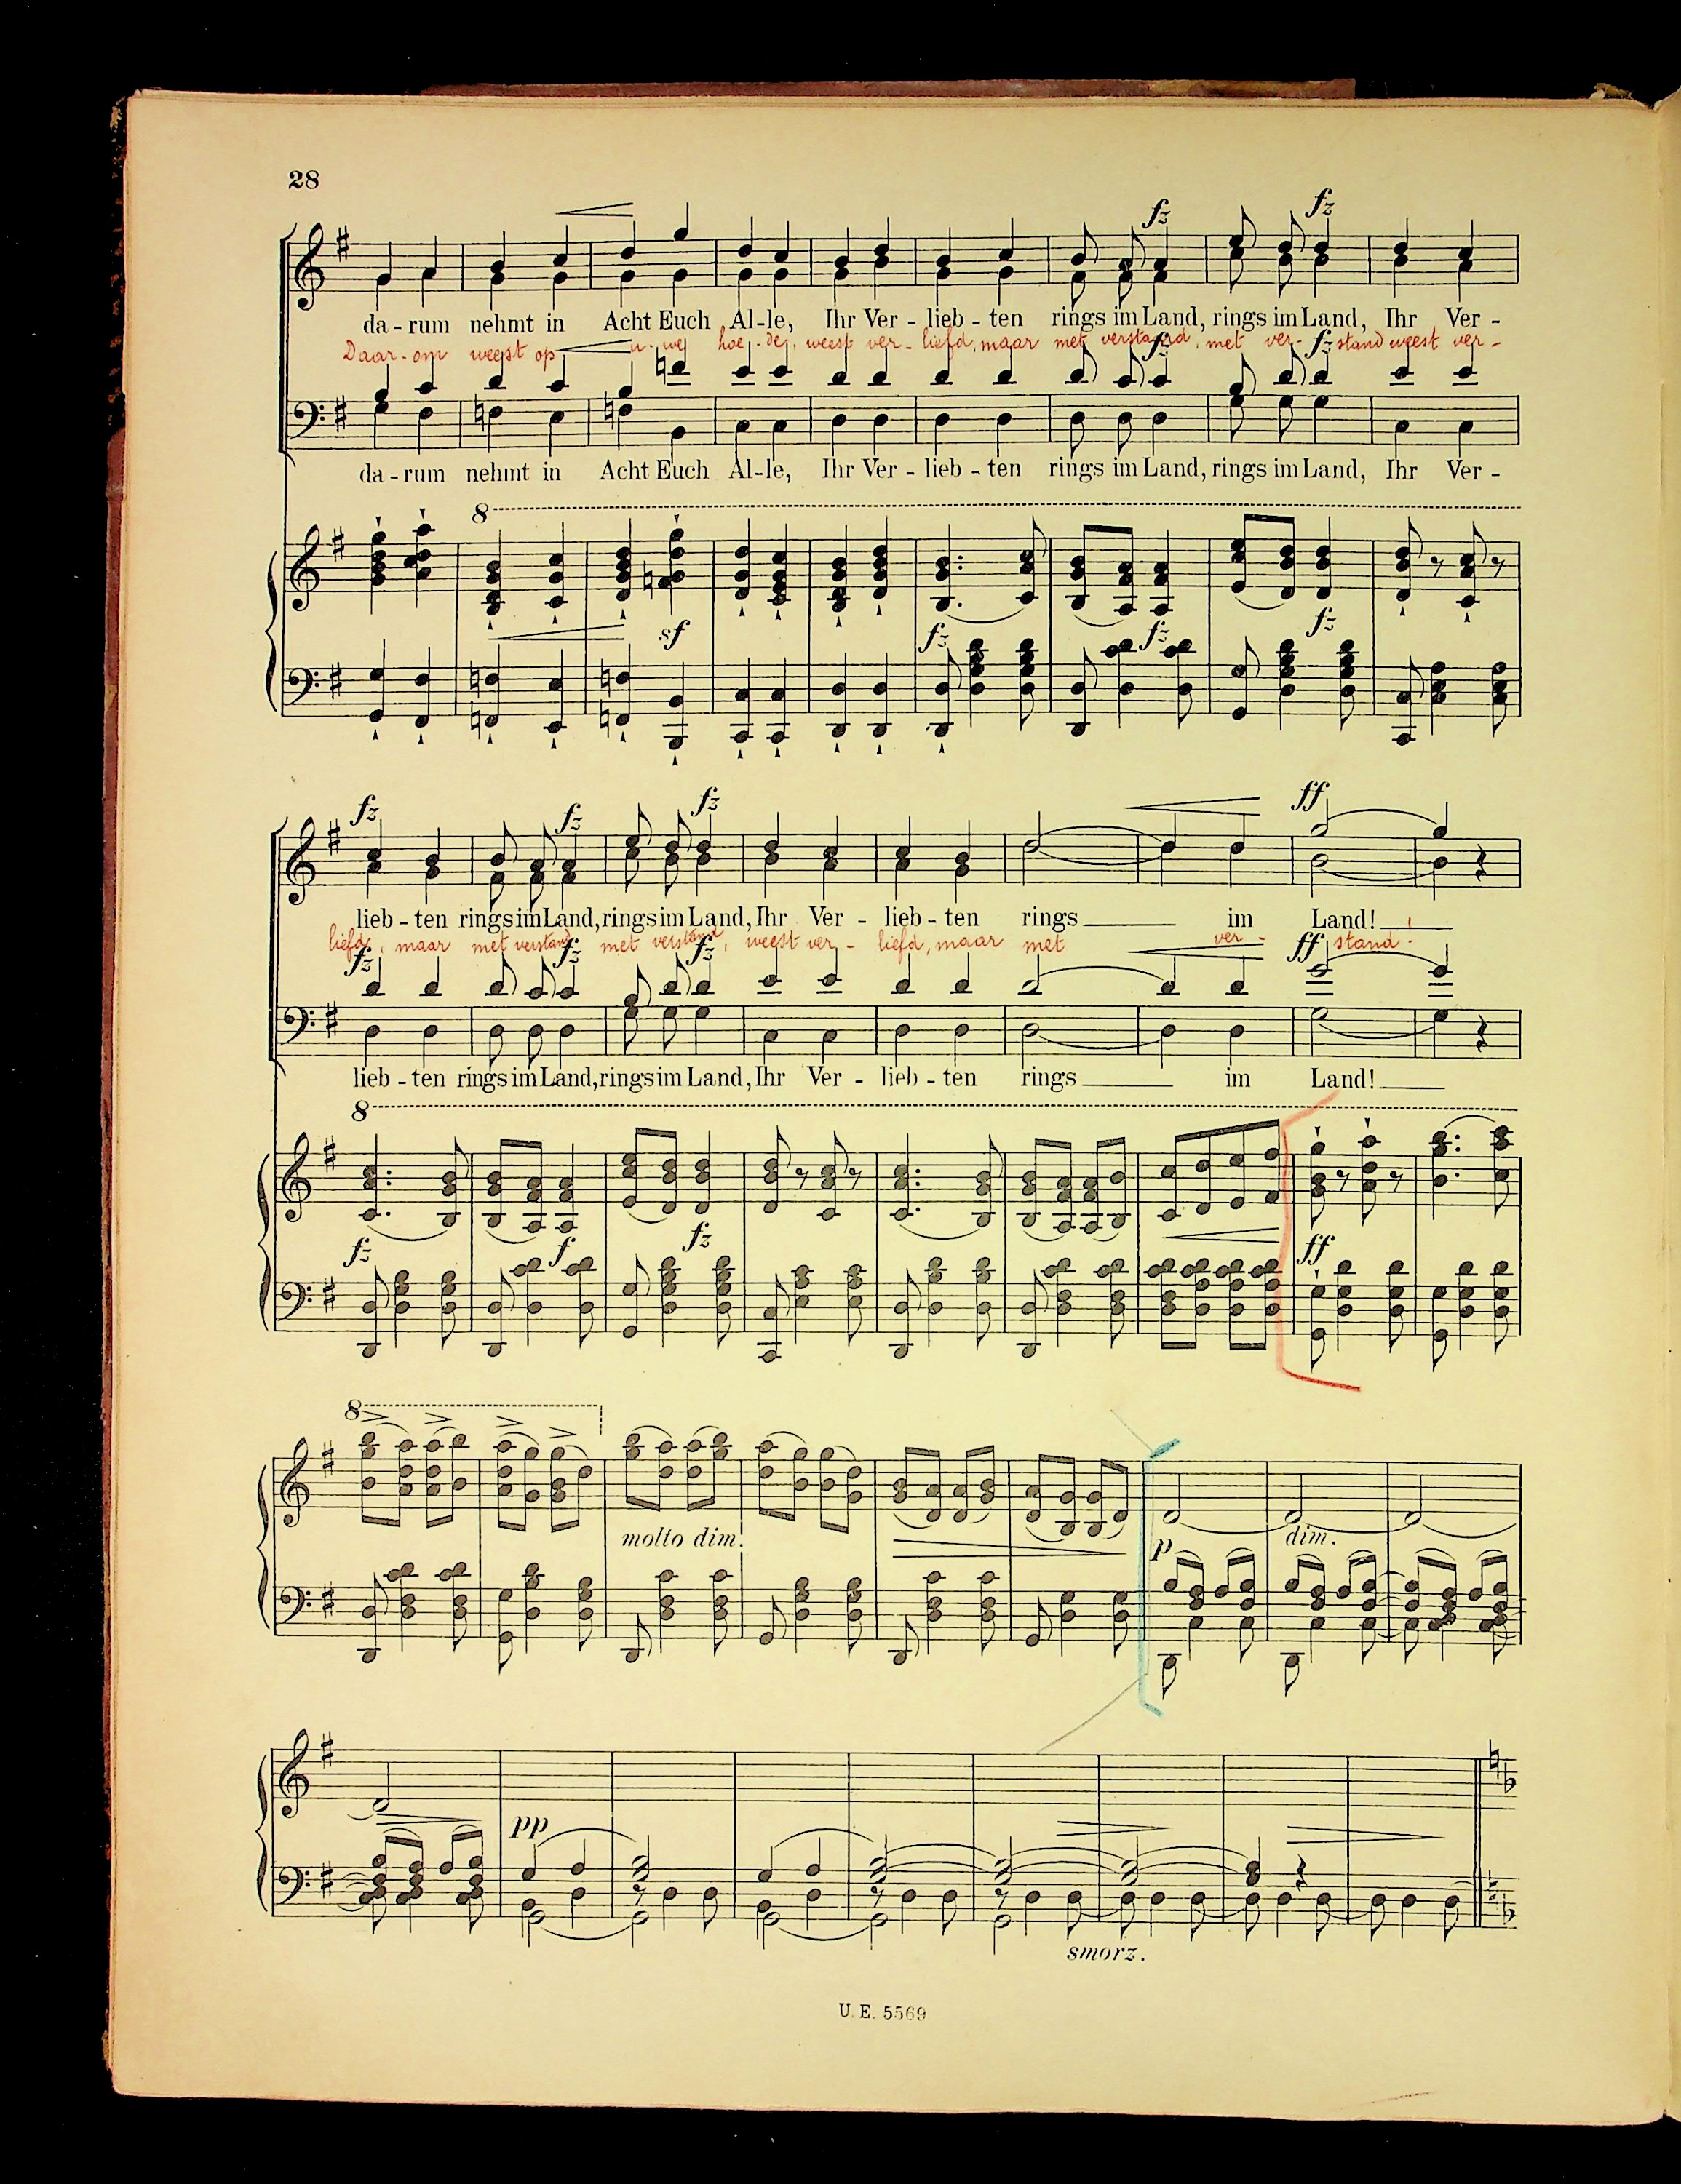 28
fz fz
da - rum nehmt in Acht Euch Al - le, Ihr Ver - lieb - ten rings im Land, rings im Land, Ihr Ver -
Daar - om weest op u - we hoe - de, weest ver - liefd, maar met verstand, met ver - stand weest ver -
fz fz
da - rum nehmt in Acht Euch Al - le, Ihr Ver - lieb - ten rings im Land, rings im Land, Ihr Ver -
8
sf fz fz fz
fz fz fz ff
lieb - ten rings im Land, rings im Land, Ihr Ver - lieb - ten rings im Land!
liefd, maar met verstand, met verstand, weest ver - liefd, maar met ver - stand!
fz fz fz ff
lieb - ten rings im Land, rings im Land, Ihr Ver - lieb - ten rings im Land!
8
fz f fz ff
8
molto dim. p dim.
pp
smorz.
U. E. 5569